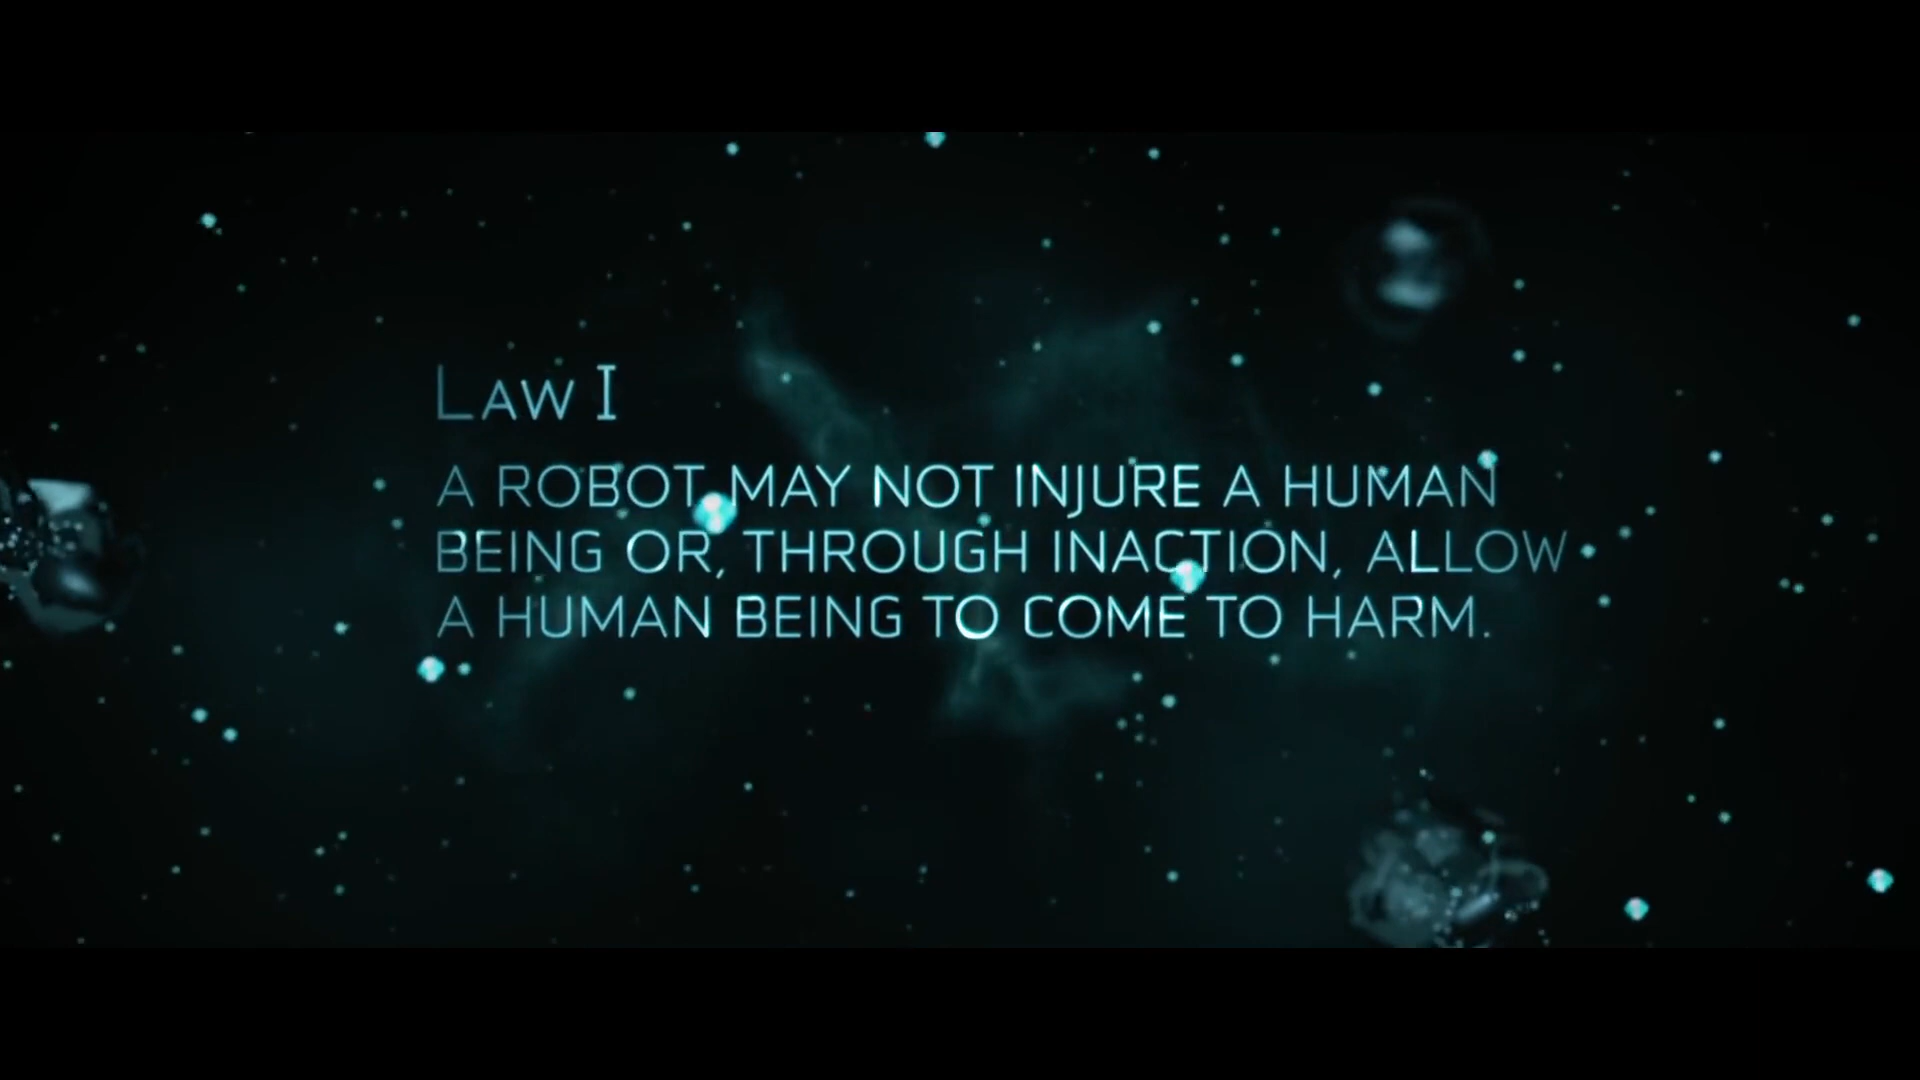 Law I
A ROBOT MAY NOT INJURE A HUMAN
BEING OR, THROUGH INACTION, ALLOW
A HUMAN BEING TO COME TO HARM.